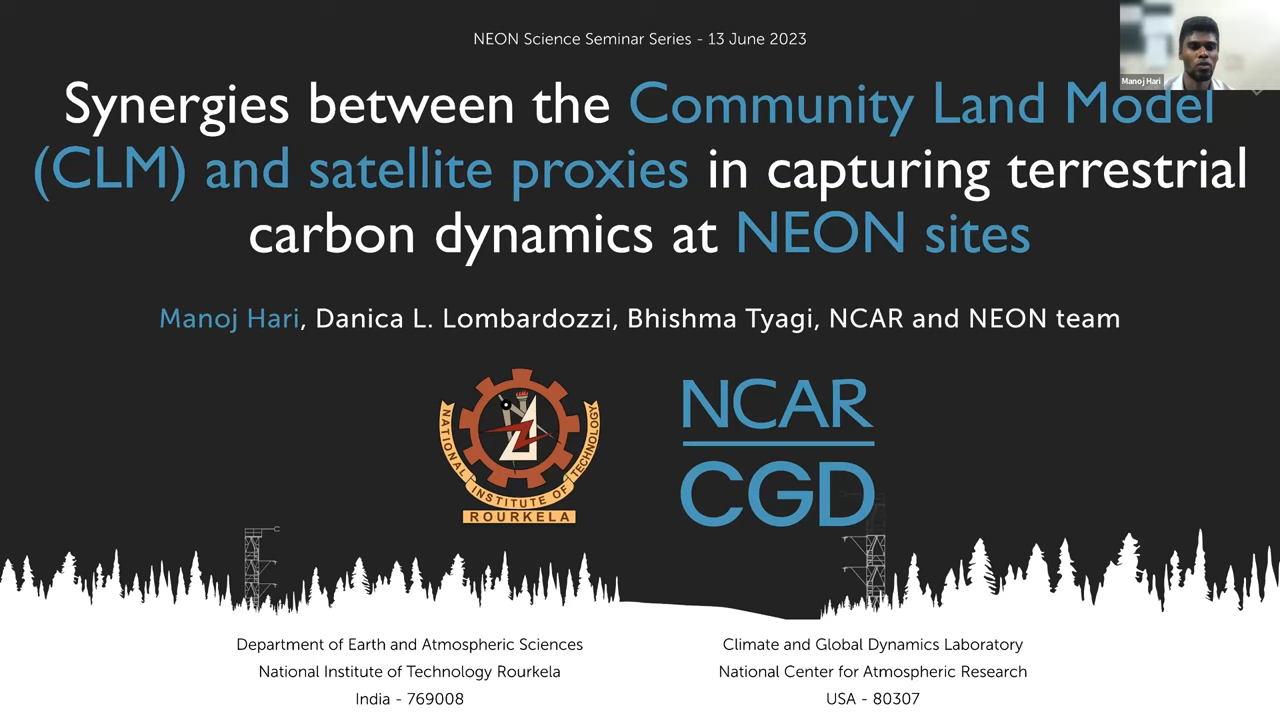 NEON Science Seminar Series - 13 June 2023
Manoj Hari
Synergies between the Community Land Model
(CLM) and satellite proxies in capturing terrestrial
carbon dynamics at NEON sites
Manoj Hari, Danica L. Lombardozzi, Bhishma Tyagi, NCAR and NEON team
NATIONAL INSTITUTE OF TECHNOLOGY
ROURKELA
NCAR
CGD
Department of Earth and Atmospheric Sciences
National Institute of Technology Rourkela
India - 769008
Climate and Global Dynamics Laboratory
National Center for Atmospheric Research
USA - 80307